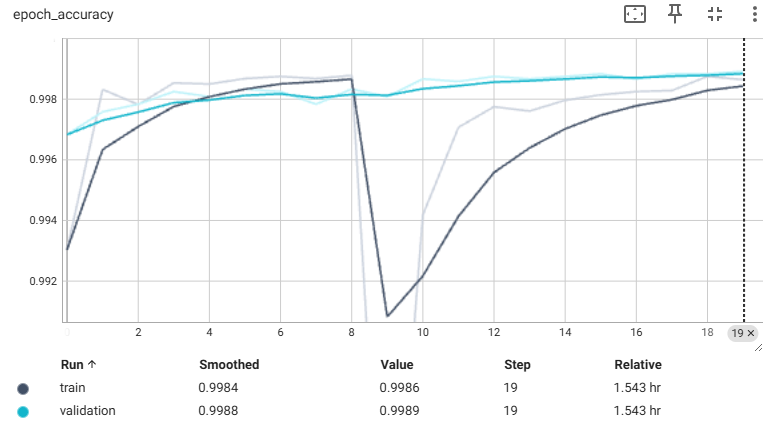 epoch_accuracy
0.998
0.996
0.994
0.992
2 4 6 8 10 12 14 16 18 19 ×
Run ↑ Smoothed Value Step Relative
train 0.9984 0.9986 19 1.543 hr
validation 0.9988 0.9989 19 1.543 hr